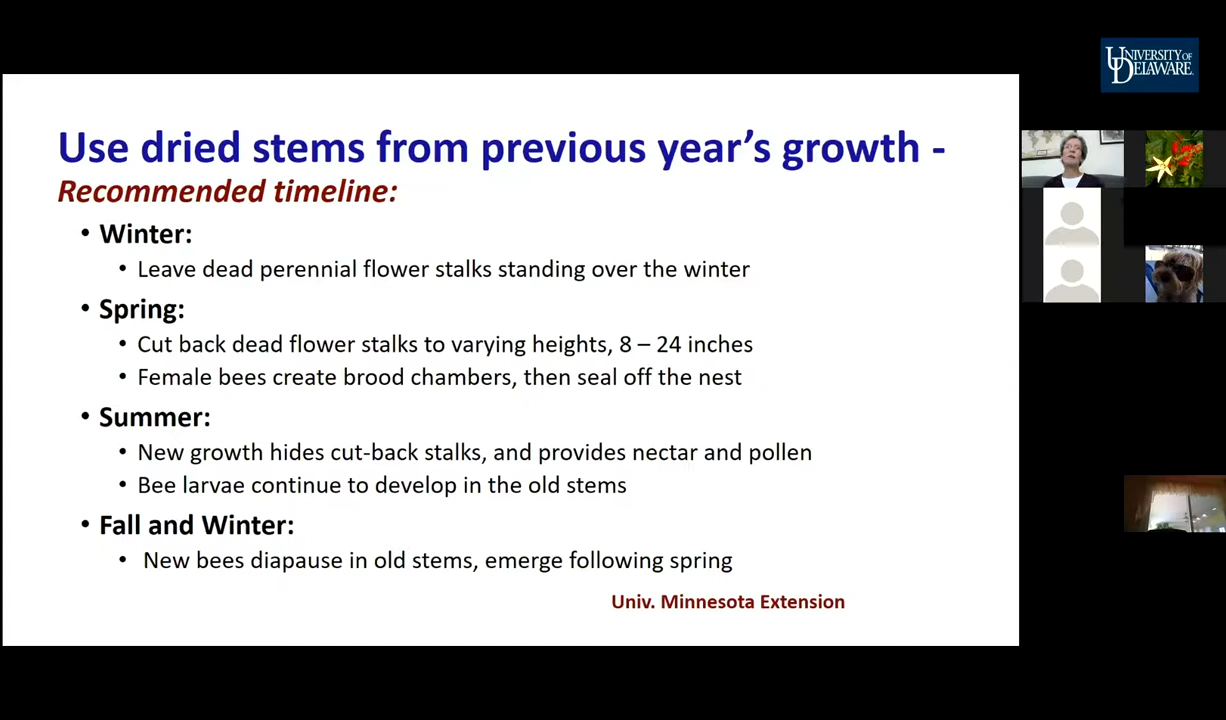 Use dried stems from previous year’s growth -
Recommended timeline:
• Winter:
• Leave dead perennial flower stalks standing over the winter
• Spring:
• Cut back dead flower stalks to varying heights, 8 – 24 inches
• Female bees create brood chambers, then seal off the nest
• Summer:
• New growth hides cut-back stalks, and provides nectar and pollen
• Bee larvae continue to develop in the old stems
• Fall and Winter:
• New bees diapause in old stems, emerge following spring
Univ. Minnesota Extension
UNIVERSITY OF
DELAWARE